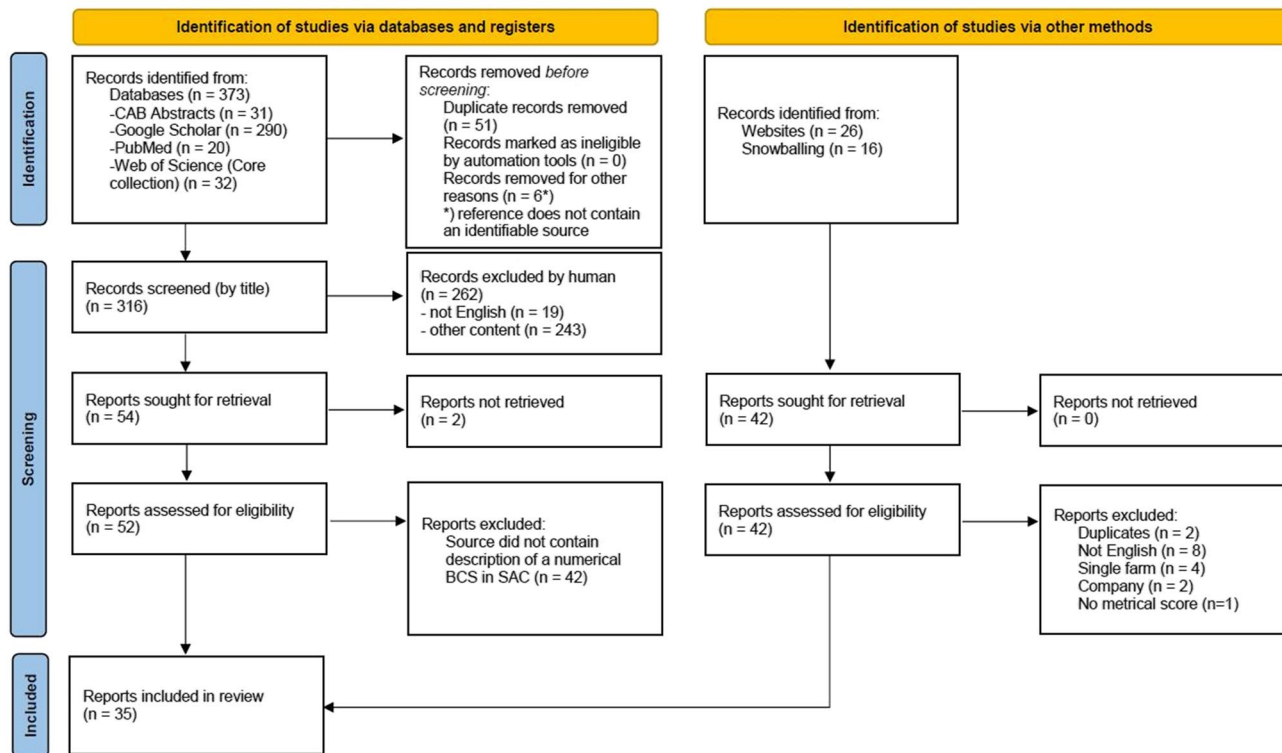 Identification of studies via databases and registers
Identification of studies via other methods
Identification
Records identified from:
Databases (n = 373)
-CAB Abstracts (n = 31)
-Google Scholar (n = 290)
-PubMed (n = 20)
-Web of Science (Core
collection) (n = 32)
Records removed before
screening:
Duplicate records removed
(n = 51)
Records marked as ineligible
by automation tools (n = 0)
Records removed for other
reasons (n = 6*)
*) reference does not contain
an identifiable source
Records identified from:
Websites (n = 26)
Snowballing (n = 16)
Screening
Records screened (by title)
(n = 316)
Records excluded by human
(n = 262)
- not English (n = 19)
- other content (n = 243)
Reports sought for retrieval
(n = 54)
Reports not retrieved
(n = 2)
Reports sought for retrieval
(n = 42)
Reports not retrieved
(n = 0)
Reports assessed for eligibility
(n = 52)
Reports excluded:
Source did not contain
description of a numerical
BCS in SAC (n = 42)
Reports assessed for eligibility
(n = 42)
Reports excluded:
Duplicates (n = 2)
Not English (n = 8)
Single farm (n = 4)
Company (n = 2)
No metrical score (n=1)
Included
Reports included in review
(n = 35)